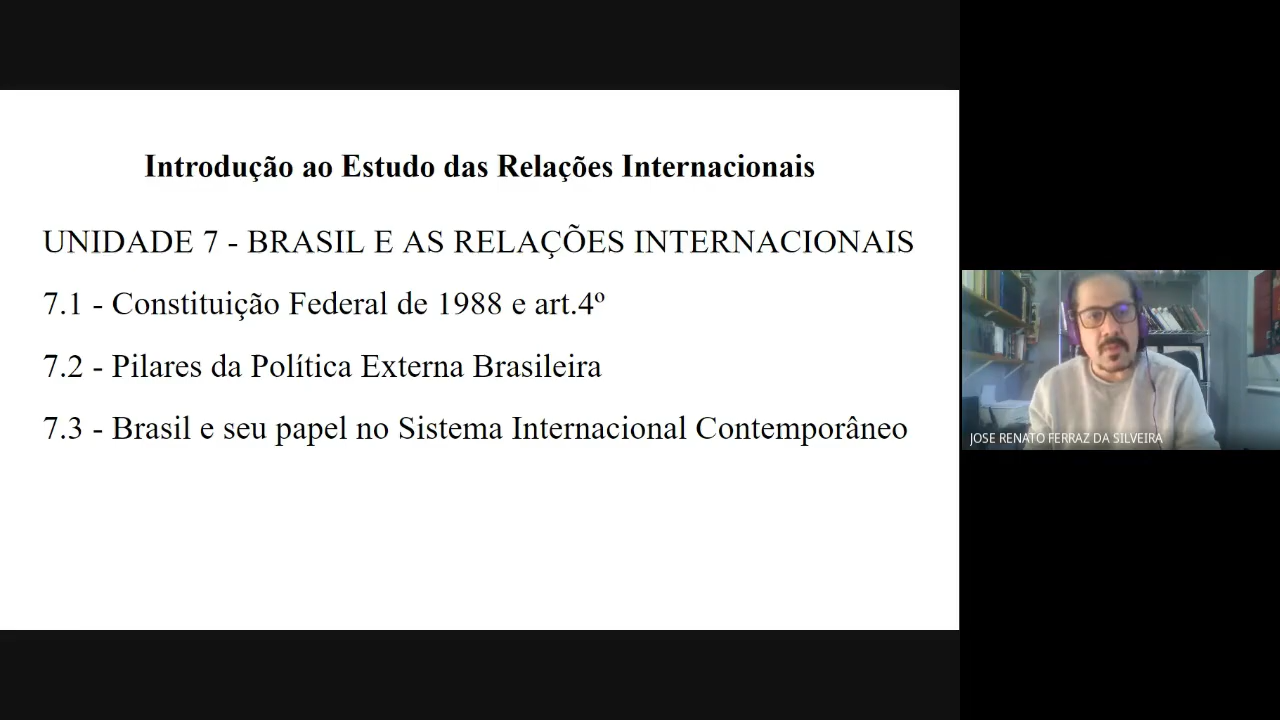 Introdução ao Estudo das Relações Internacionais
UNIDADE 7 - BRASIL E AS RELAÇÕES INTERNACIONAIS
7.1 - Constituição Federal de 1988 e art.4º
7.2 - Pilares da Política Externa Brasileira
7.3 - Brasil e seu papel no Sistema Internacional Contemporâneo
JOSE RENATO FERRAZ DA SILVEIRA